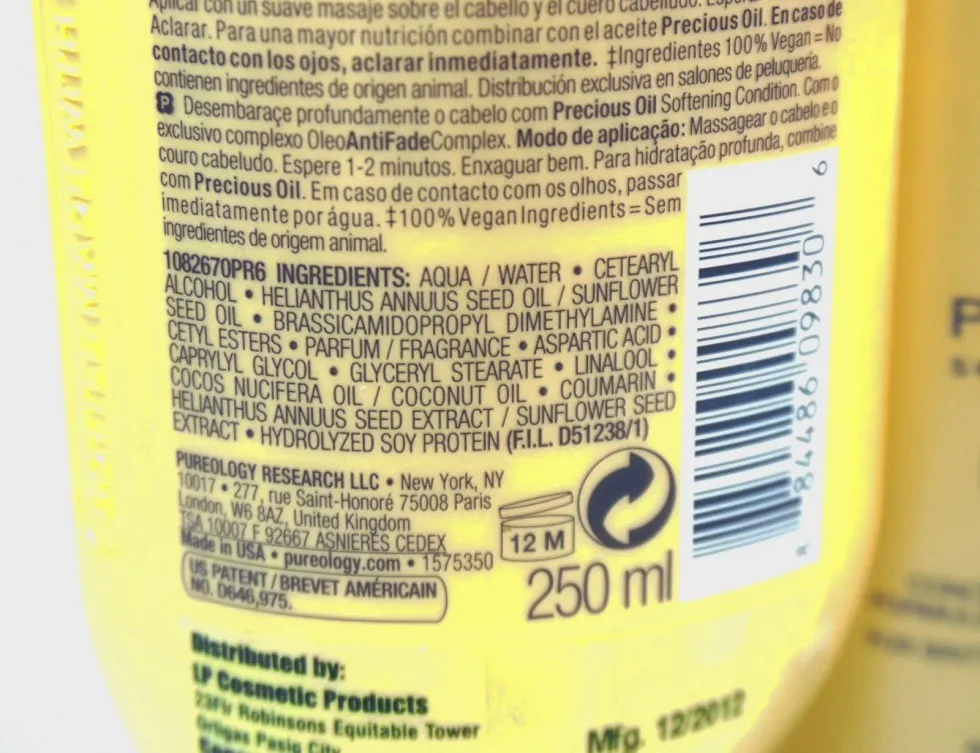 Aplicar con un suave masaje sobre el cabello y el cuero cabelludo.
Aclarar. Para una mayor nutrición combinar con el aceite Precious Oil. En caso de
contacto con los ojos, aclarar inmediatamente. ‡Ingredientes 100% Vegan = No
contienen ingredientes de origen animal. Distribución exclusiva en salones de peluquería.
P Desembaraçe profundamente o cabelo com Precious Oil Softening Condition. Com o
exclusivo complexo OleoAntiFadeComplex. Modo de aplicação: Massagear o cabelo e o
couro cabeludo. Espere 1-2 minutos. Enxaguar bem. Para hidratação profunda, combine
com Precious Oil. Em caso de contacto com os olhos, passar
imediatamente por água. ‡100% Vegan Ingredients = Sem
ingredientes de origem animal.
1082670PR6 INGREDIENTS: AQUA / WATER • CETEARYL
ALCOHOL • HELIANTHUS ANNUUS SEED OIL / SUNFLOWER
SEED OIL • BRASSICAMIDOPROPYL DIMETHYLAMINE •
CETYL ESTERS • PARFUM / FRAGRANCE • ASPARTIC ACID •
CAPRYLYL GLYCOL • GLYCERYL STEARATE • LINALOOL •
COCOS NUCIFERA OIL / COCONUT OIL • COUMARIN •
HELIANTHUS ANNUUS SEED EXTRACT / SUNFLOWER SEED
EXTRACT • HYDROLYZED SOY PROTEIN (F.I.L. D51238/1)
PUREOLOGY RESEARCH LLC • New York, NY
10017 • 277, rue Saint-Honoré 75008 Paris
London, W6 8AZ, United Kingdom
TSA 10007 F 92667 ASNIERES CEDEX
Made in USA • pureology.com • 1575350
US PATENT / BREVET AMÉRICAIN
NO. D646,975.
12 M
250 ml
8 84486 09830 6
Distributed by:
LP Cosmetic Products
23Flr Robinsons Equitable Tower
Ortigas Pasig City
Mfg. 12/2012